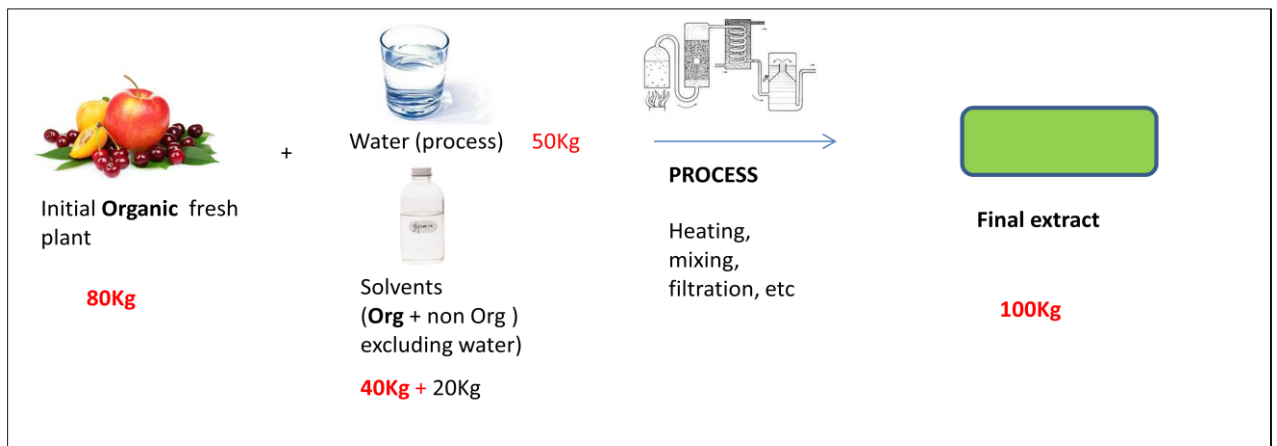 Initial Organic fresh
plant
80Kg
+
Water (process) 50Kg
Solvents
(Org + non Org )
excluding water)
40Kg + 20Kg
PROCESS
Heating,
mixing,
filtration, etc
Final extract
100Kg